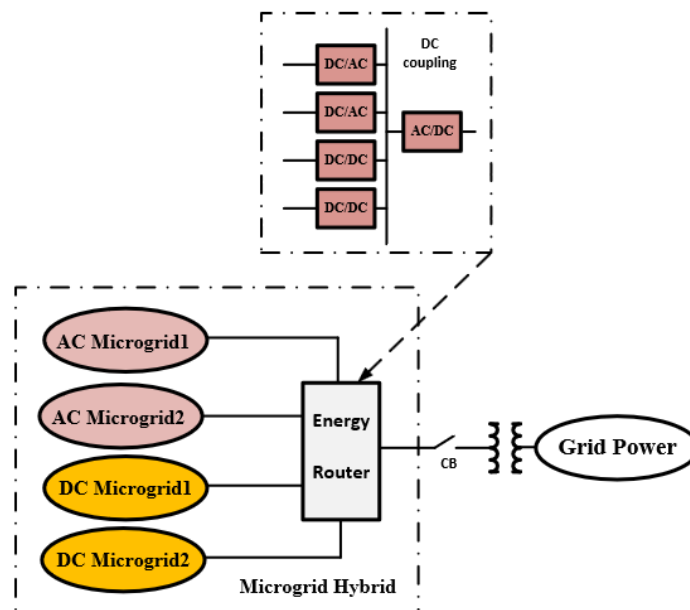 DC
coupling
DC/AC
DC/AC
AC/DC
DC/DC
DC/DC
AC Microgrid1
AC Microgrid2
DC Microgrid1
DC Microgrid2
Energy
Router
CB
Grid Power
Microgrid Hybrid